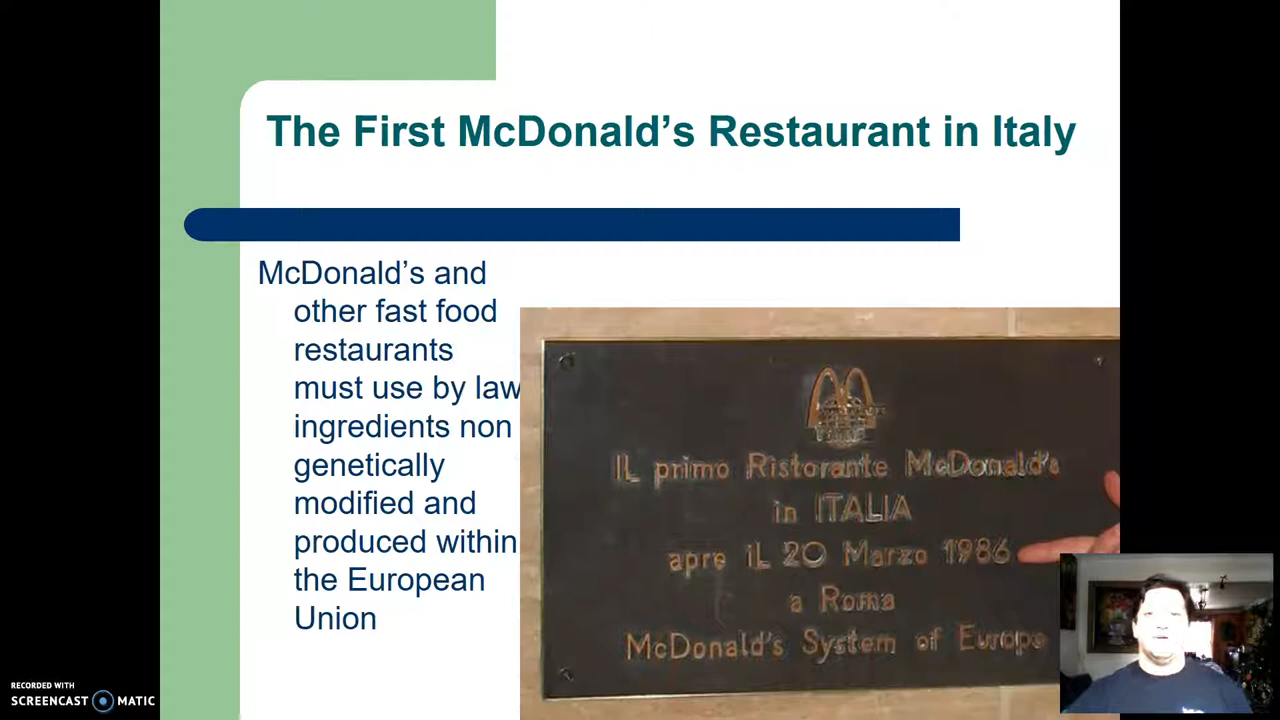 The First McDonald’s Restaurant in Italy
McDonald’s and
other fast food
restaurants
must use by law
ingredients non
genetically
modified and
produced within
the European
Union
IL primo Ristorante McDonald's
in ITALIA
apre iL 20 Marzo 1986
a Roma
McDonald's System of Europe
RECORDED WITH
SCREENCAST MATIC